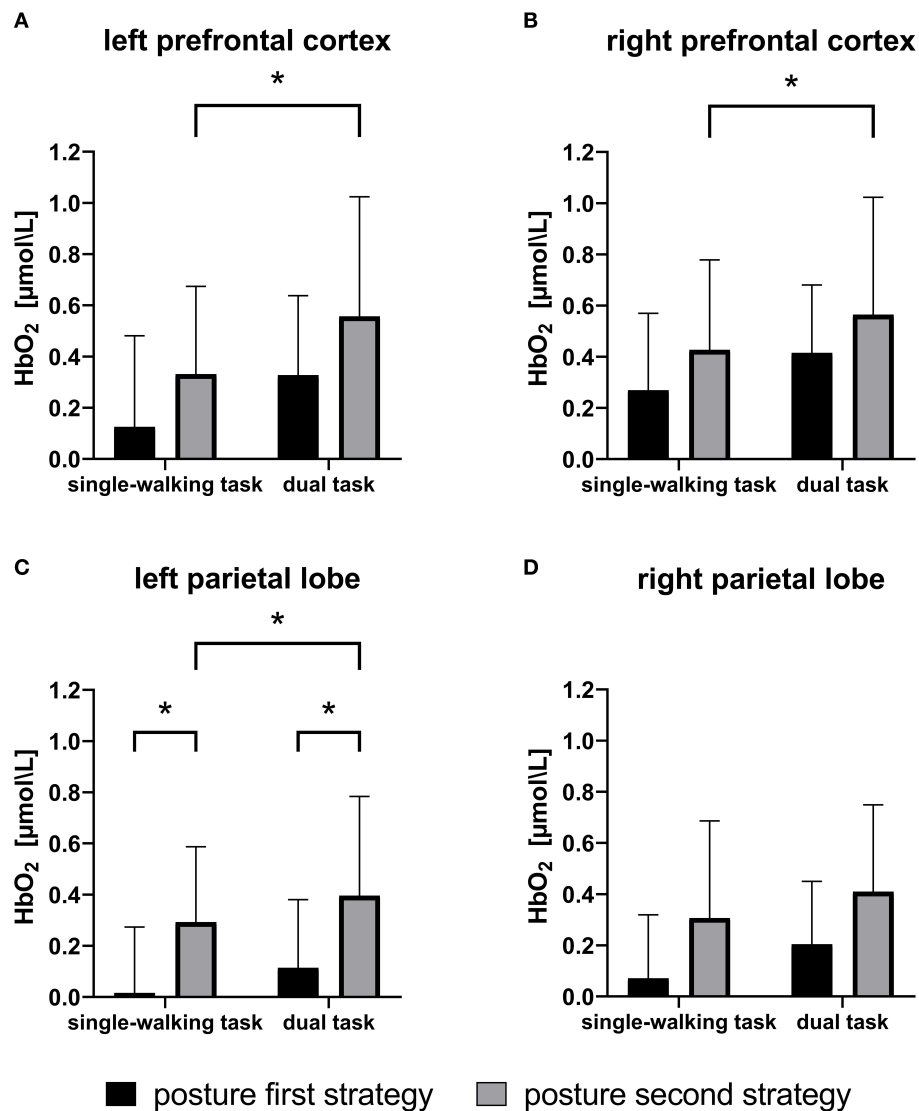 A
left prefrontal cortex
*
HbO₂ [µmol\L]
1.2
1.0
0.8
0.6
0.4
0.2
0.0
single-walking task dual task
B
right prefrontal cortex
*
HbO₂ [µmol\L]
1.2
1.0
0.8
0.6
0.4
0.2
0.0
single-walking task dual task
C
left parietal lobe
*
* *
HbO₂ [µmol\L]
1.2
1.0
0.8
0.6
0.4
0.2
0.0
single-walking task dual task
D
right parietal lobe
HbO₂ [µmol\L]
1.2
1.0
0.8
0.6
0.4
0.2
0.0
single-walking task dual task
posture first strategy posture second strategy